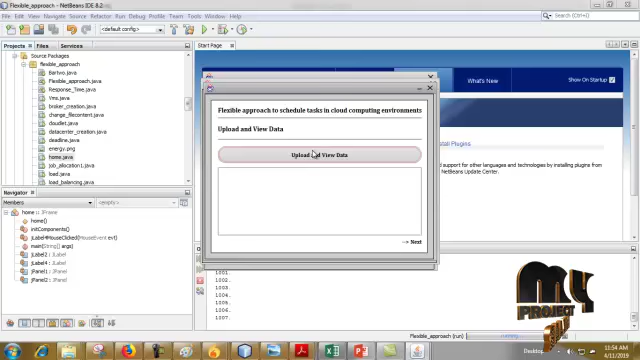 Flexible_approach - NetBeans IDE 8.2
File Edit View Navigate Source Refactor Run Debug Profile Team Tools Window Help
Search (Ctrl+I)
<default config>
Projects Files Services
Start Page
Source Packages
flexible_approach
Bartvo.java
Flexible_approach.java
Response_Time.java
Vms.java
broker_creation.java
change_filecontent.java
cloudlet.java
datacenter_creation.java
deadline.java
energy.png
home.java
job_allocation1.java
load.java
load_balancing.java
What's New
Show On Startup
Install Plugins
support for other languages and technologies by installing plugins from
NetBeans Update Center.
Flexible approach to schedule tasks in cloud computing environments
Upload and View Data
Upload and View Data
--> Next
Navigator
Members
<empty>
home :: JFrame
home()
initComponents()
jLabel4MouseClicked(MouseEvent evt)
main(String[] args)
jLabel2 : JLabel
jLabel4 : JLabel
jPanel1 : JPanel
jPanel2 : JPanel
1001
1002.
1003.
1004.
1005.
1006.
1007.
MY
PROJECT
Flexible_approach (run)
Desktop
11:54 AM
6/11/2019